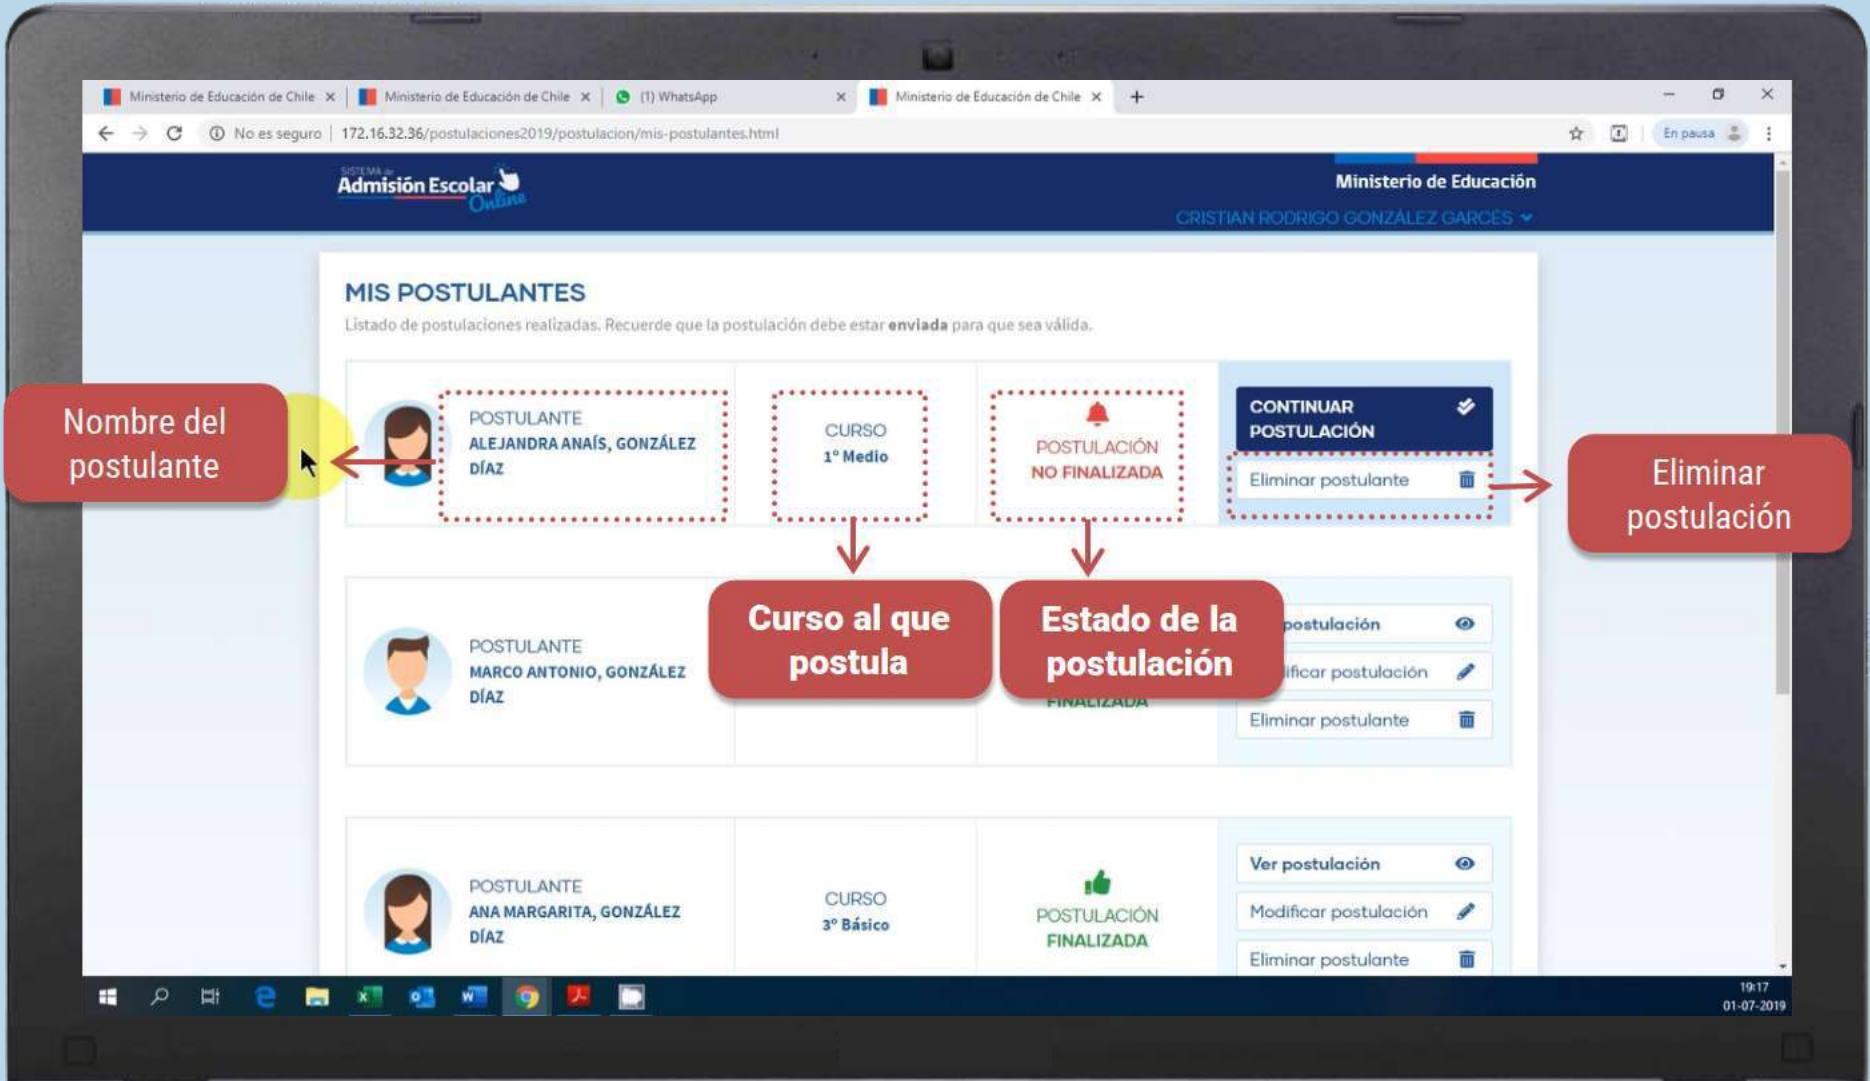 Ministerio de Educación de Chile
Ministerio de Educación de Chile
(1) WhatsApp
Ministerio de Educación de Chile
No es seguro
172.16.32.36/postulaciones2019/postulacion/mis-postulantes.html
En pausa
SISTEMA de
Admisión Escolar
Online
Ministerio de Educación
CRISTIAN RODRIGO GONZÁLEZ GARCÉS
MIS POSTULANTES
Listado de postulaciones realizadas. Recuerde que la postulación debe estar enviada para que sea válida.
Nombre del
postulante
POSTULANTE
ALEJANDRA ANAÍS, GONZÁLEZ
DÍAZ
CURSO
1º Medio
POSTULACIÓN
NO FINALIZADA
CONTINUAR
POSTULACIÓN
Eliminar postulante
Eliminar
postulación
Curso al que
postula
Estado de la
postulación
POSTULANTE
MARCO ANTONIO, GONZÁLEZ
DÍAZ
FINALIZADA
postulación
ificar postulación
Eliminar postulante
POSTULANTE
ANA MARGARITA, GONZÁLEZ
DÍAZ
CURSO
3º Básico
POSTULACIÓN
FINALIZADA
Ver postulación
Modificar postulación
Eliminar postulante
19:17
01-07-2019